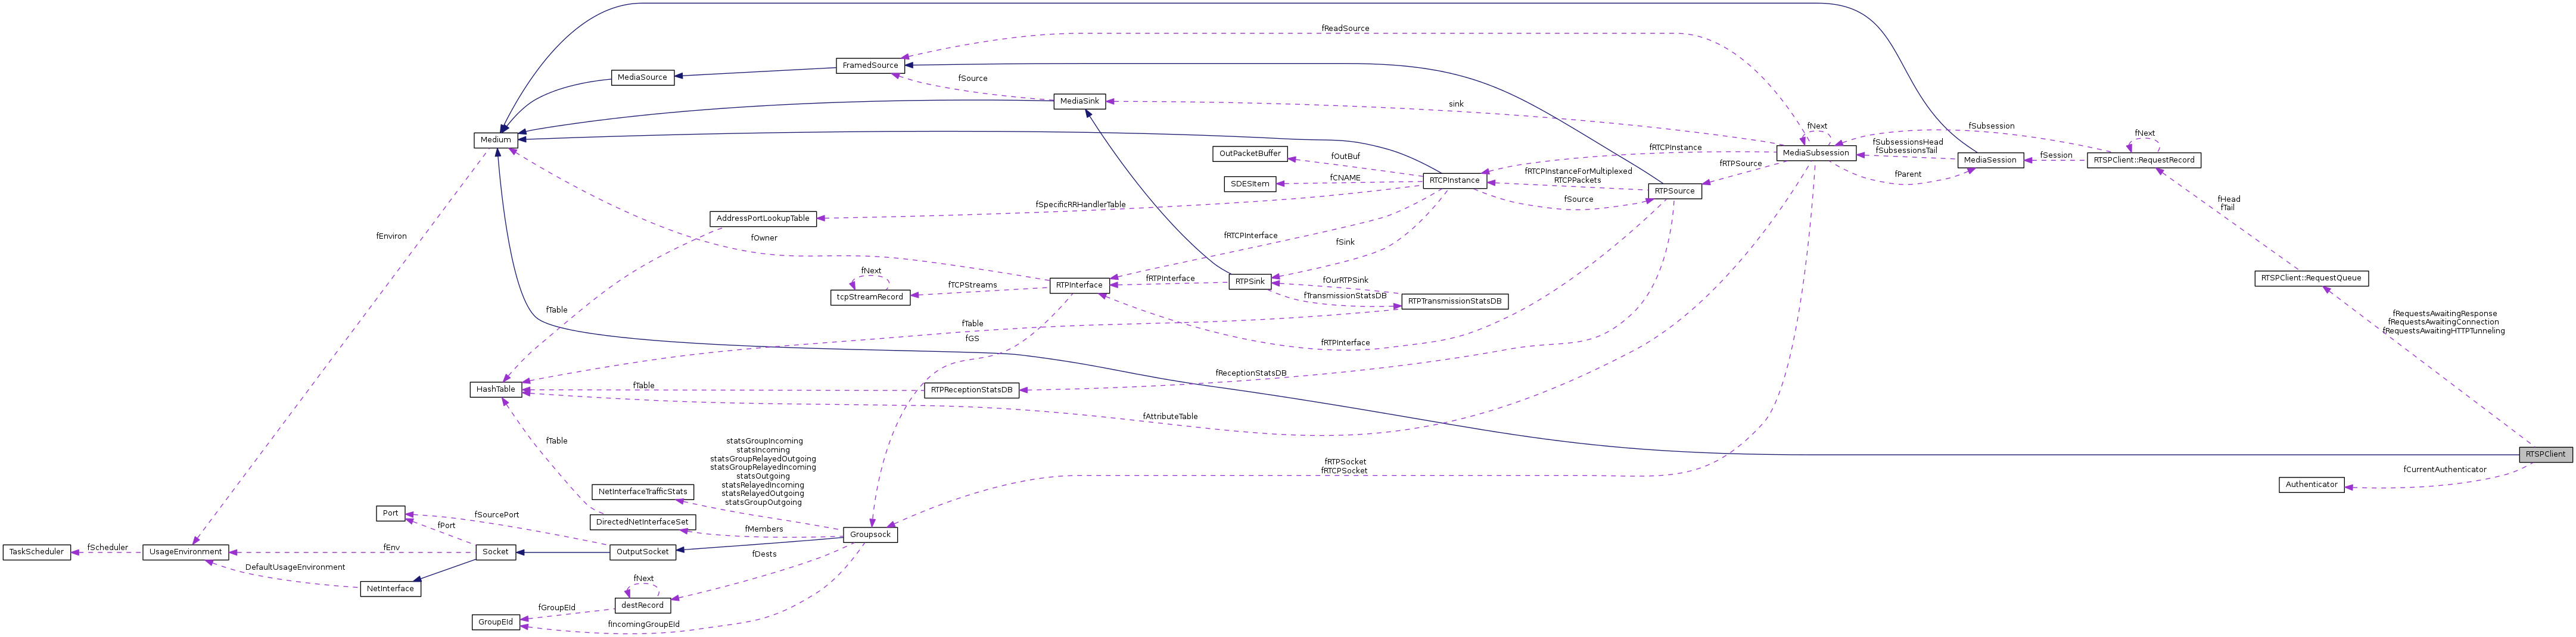 fReadSource
FramedSource
MediaSource
fSource
MediaSink
sink
Medium
fNext
fSubsession
fNext
fSubsessionsHead
fSubsessionsTail
MediaSubsession
MediaSession
fSession
RTSPClient::RequestRecord
OutPacketBuffer
fOutBuf
fRTCPInstance
fRTPSource
fParent
SDESItem
fCNAME
RTCPInstance
fRTCPInstanceForMultiplexed
RTCPPackets
RTPSource
fSource
AddressPortLookupTable
fSpecificRRHandlerTable
fHead
fTail
fEnviron
fOwner
fRTCPInterface
fSink
fNext
tcpStreamRecord
fTCPStreams
RTPInterface
fRTPInterface
RTPSink
fOurRTPSink
fTransmissionStatsDB
RTPTransmissionStatsDB
RTSPClient::RequestQueue
fTable
fTable
fGS
fRTPInterface
fRequestsAwaitingResponse
fRequestsAwaitingConnection
fRequestsAwaitingHTTPTunneling
HashTable
fTable
RTPReceptionStatsDB
fReceptionStatsDB
fAttributeTable
fTable
statsGroupIncoming
statsIncoming
statsGroupRelayedOutgoing
statsGroupRelayedIncoming
statsOutgoing
statsRelayedIncoming
statsRelayedOutgoing
statsGroupOutgoing
fRTPSocket
fRTCPSocket
RTSPClient
fCurrentAuthenticator
Authenticator
NetInterfaceTrafficStats
Port
fSourcePort
fPort
DirectedNetInterfaceSet
fMembers
Groupsock
TaskScheduler
fScheduler
UsageEnvironment
fEnv
Socket
OutputSocket
fDests
DefaultUsageEnvironment
NetInterface
fNext
destRecord
fGroupEId
GroupEId
fIncomingGroupEId